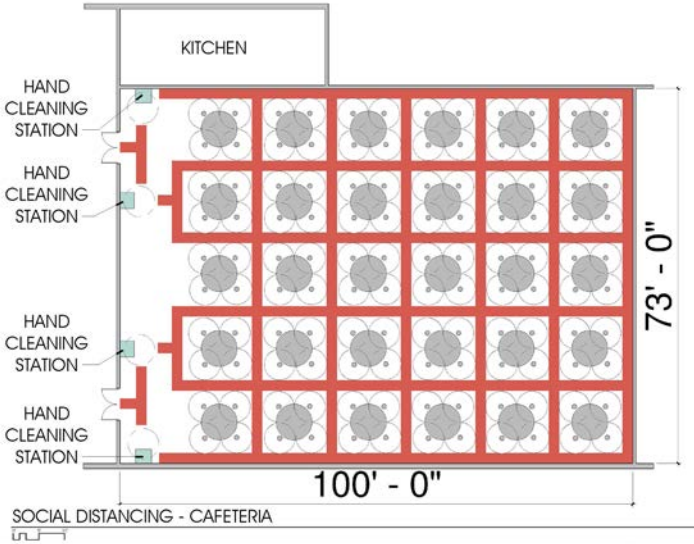 KITCHEN
HAND
CLEANING
STATION
HAND
CLEANING
STATION
HAND
CLEANING
STATION
HAND
CLEANING
STATION
73' - 0"
100' - 0"
SOCIAL DISTANCING - CAFETERIA